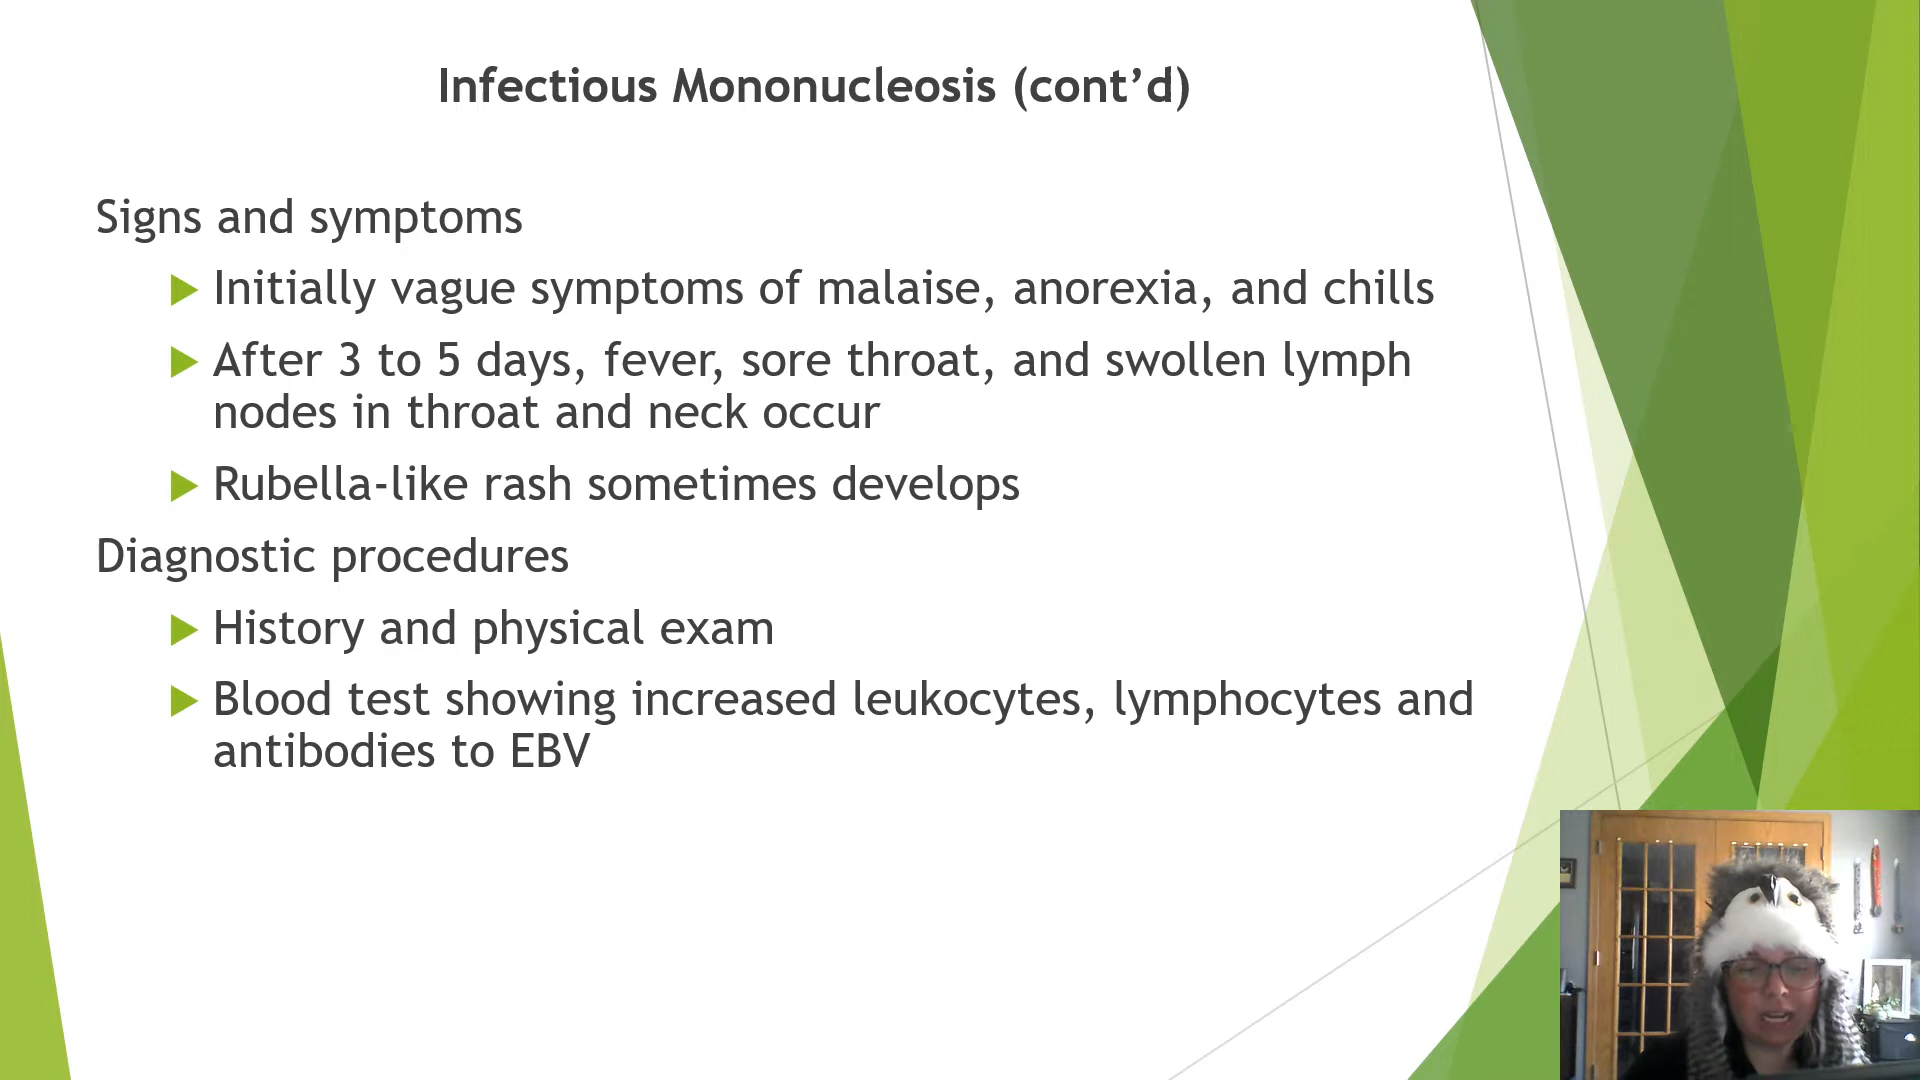 Infectious Mononucleosis (cont’d)
Signs and symptoms
Initially vague symptoms of malaise, anorexia, and chills
After 3 to 5 days, fever, sore throat, and swollen lymph
nodes in throat and neck occur
Rubella-like rash sometimes develops
Diagnostic procedures
History and physical exam
Blood test showing increased leukocytes, lymphocytes and
antibodies to EBV